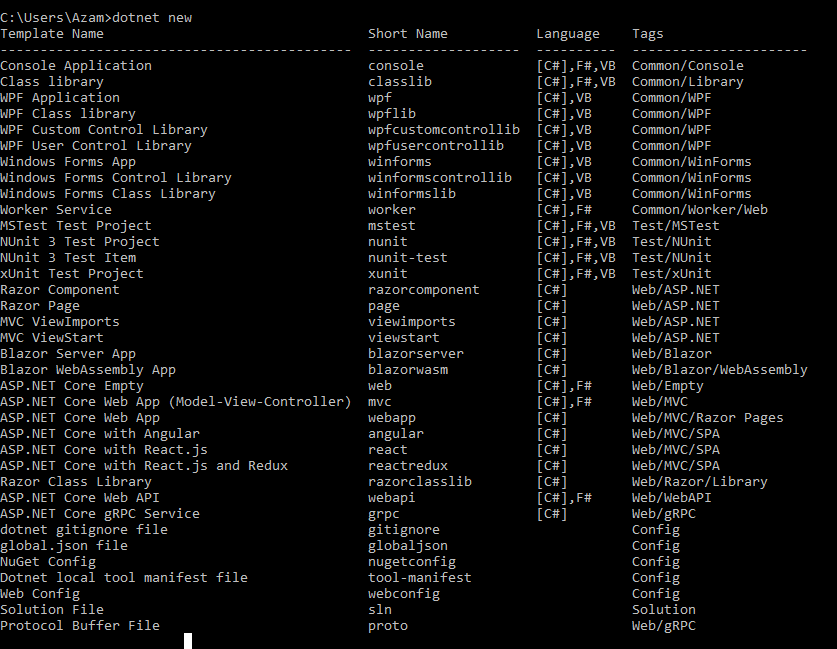 C:\Users\Azam>dotnet new
Template Name                                 Short Name           Language    Tags
--------------------------------------------  -------------------  ----------  ----------------------
Console Application                           console              [C#],F#,VB  Common/Console
Class library                                 classlib             [C#],F#,VB  Common/Library
WPF Application                               wpf                  [C#],VB     Common/WPF
WPF Class library                             wpflib               [C#],VB     Common/WPF
WPF Custom Control Library                    wpfcustomcontrollib  [C#],VB     Common/WPF
WPF User Control Library                      wpfusercontrollib    [C#],VB     Common/WPF
Windows Forms App                             winforms             [C#],VB     Common/WinForms
Windows Forms Control Library                 winformscontrollib   [C#],VB     Common/WinForms
Windows Forms Class Library                   winformslib          [C#],VB     Common/WinForms
Worker Service                                worker               [C#],F#     Common/Worker/Web
MSTest Test Project                           mstest               [C#],F#,VB  Test/MSTest
NUnit 3 Test Project                          nunit                [C#],F#,VB  Test/NUnit
NUnit 3 Test Item                             nunit-test           [C#],F#,VB  Test/NUnit
xUnit Test Project                            xunit                [C#],F#,VB  Test/xUnit
Razor Component                               razorcomponent       [C#]        Web/ASP.NET
Razor Page                                    page                 [C#]        Web/ASP.NET
MVC ViewImports                               viewimports          [C#]        Web/ASP.NET
MVC ViewStart                                 viewstart            [C#]        Web/ASP.NET
Blazor Server App                             blazorserver         [C#]        Web/Blazor
Blazor WebAssembly App                        blazorwasm           [C#]        Web/Blazor/WebAssembly
ASP.NET Core Empty                            web                  [C#],F#     Web/Empty
ASP.NET Core Web App (Model-View-Controller)  mvc                  [C#],F#     Web/MVC
ASP.NET Core Web App                          webapp               [C#]        Web/MVC/Razor Pages
ASP.NET Core with Angular                     angular              [C#]        Web/MVC/SPA
ASP.NET Core with React.js                    react                [C#]        Web/MVC/SPA
ASP.NET Core with React.js and Redux          reactredux           [C#]        Web/MVC/SPA
Razor Class Library                           razorclasslib        [C#]        Web/Razor/Library
ASP.NET Core Web API                          webapi               [C#],F#     Web/WebAPI
ASP.NET Core gRPC Service                     grpc                 [C#]        Web/gRPC
dotnet gitignore file                         gitignore                        Config
global.json file                              globaljson                       Config
NuGet Config                                  nugetconfig                      Config
Dotnet local tool manifest file               tool-manifest                    Config
Web Config                                    webconfig                        Config
Solution File                                 sln                              Solution
Protocol Buffer File                          proto                            Web/gRPC